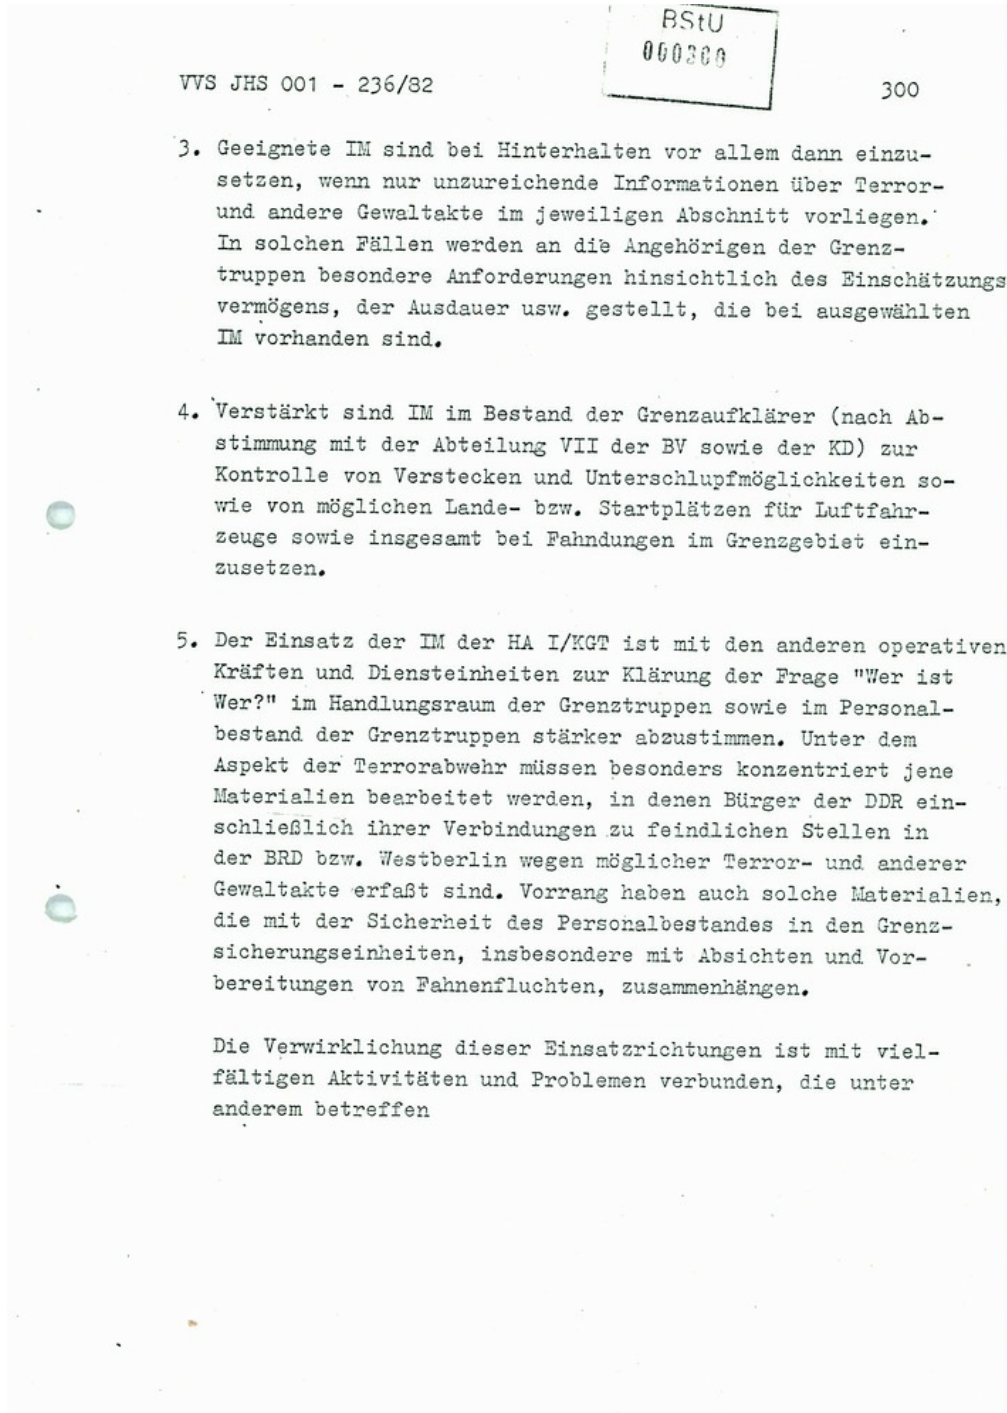 BStU
000300
VVS JHS 001 - 236/82
300
3. Geeignete IM sind bei Hinterhalten vor allem dann einzu-
setzen, wenn nur unzureichende Informationen über Terror-
und andere Gewaltakte im jeweiligen Abschnitt vorliegen.
In solchen Fällen werden an die Angehörigen der Grenz-
truppen besondere Anforderungen hinsichtlich des Einschätzungs
vermögens, der Ausdauer usw. gestellt, die bei ausgewählten
IM vorhanden sind.
4. Verstärkt sind IM im Bestand der Grenzaufklärer (nach Ab-
stimmung mit der Abteilung VII der BV sowie der KD) zur
Kontrolle von Verstecken und Unterschlupfmöglichkeiten so-
wie von möglichen Lande- bzw. Startplätzen für Luftfahr-
zeuge sowie insgesamt bei Fahndungen im Grenzgebiet ein-
zusetzen.
5. Der Einsatz der IM der HA I/KGT ist mit den anderen operativen
Kräften und Diensteinheiten zur Klärung der Frage "Wer ist
Wer?" im Handlungsraum der Grenztruppen sowie im Personal-
bestand der Grenztruppen stärker abzustimmen. Unter dem
Aspekt der Terrorabwehr müssen besonders konzentriert jene
Materialien bearbeitet werden, in denen Bürger der DDR ein-
schließlich ihrer Verbindungen zu feindlichen Stellen in
der BRD bzw. Westberlin wegen möglicher Terror- und anderer
Gewaltakte erfaßt sind. Vorrang haben auch solche Materialien,
die mit der Sicherheit des Personalbestandes in den Grenz-
sicherungseinheiten, insbesondere mit Absichten und Vor-
bereitungen von Fahnenfluchten, zusammenhängen.
Die Verwirklichung dieser Einsatzrichtungen ist mit viel-
fältigen Aktivitäten und Problemen verbunden, die unter
anderem betreffen